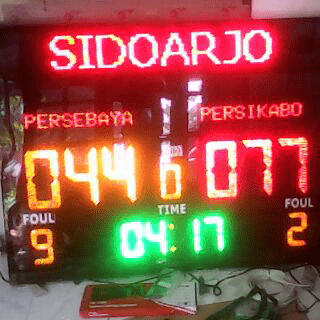 SIDOARJO
PERSEBAYA PERSIKABO
044 6 077
FOUL TIME FOUL
9 04:17 2